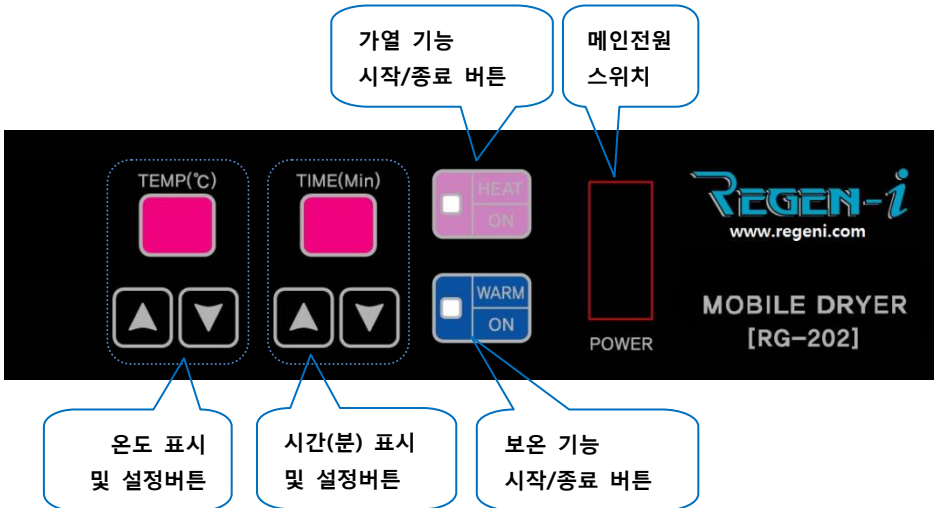 가열 기능
시작/종료 버튼
메인전원
스위치
TEMP(℃)
TIME(Min)
HEAT
ON
WARM
ON
POWER
REGEN-i
www.regeni.com
MOBILE DRYER
[RG-202]
온도 표시
및 설정버튼
시간(분) 표시
및 설정버튼
보온 기능
시작/종료 버튼